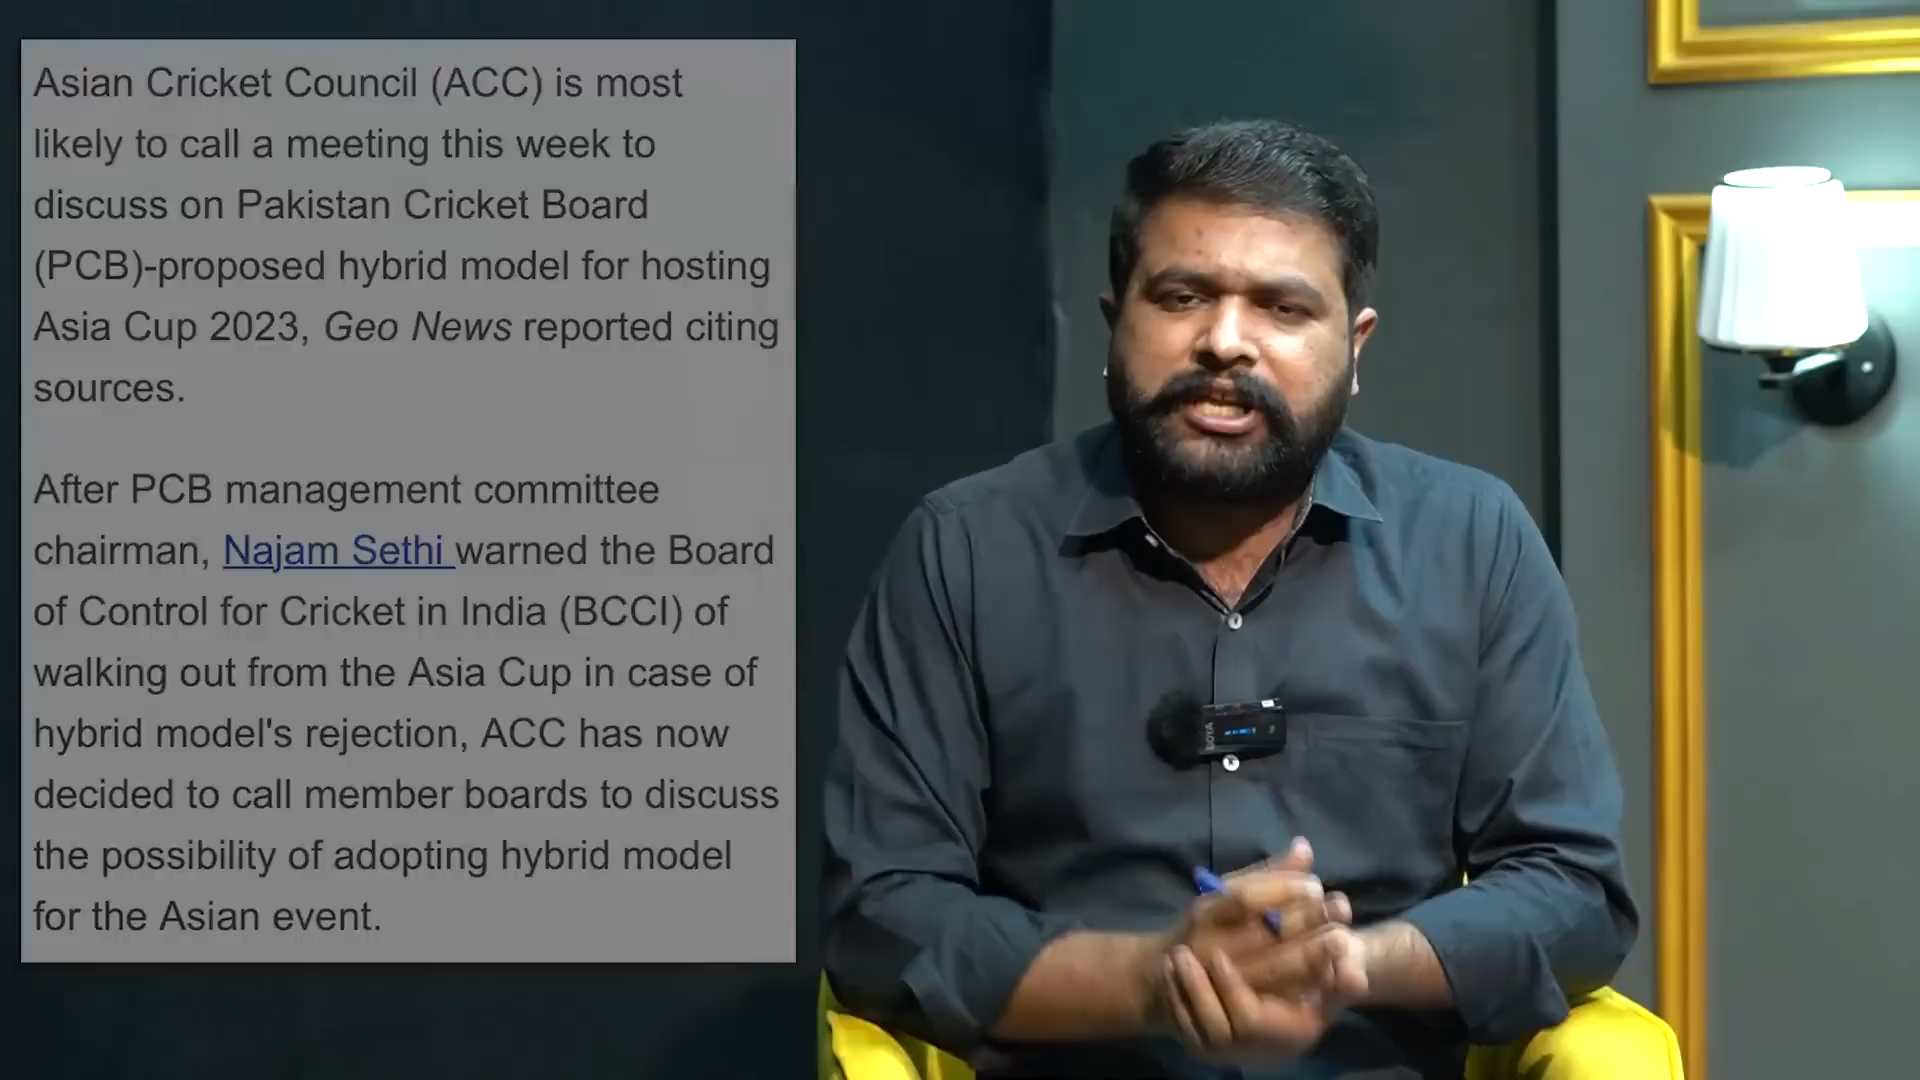 Asian Cricket Council (ACC) is most
likely to call a meeting this week to
discuss on Pakistan Cricket Board
(PCB)-proposed hybrid model for hosting
Asia Cup 2023, Geo News reported citing
sources.
After PCB management committee
chairman, Najam Sethi warned the Board
of Control for Cricket in India (BCCI) of
walking out from the Asia Cup in case of
hybrid model's rejection, ACC has now
decided to call member boards to discuss
the possibility of adopting hybrid model
for the Asian event.
BOYA